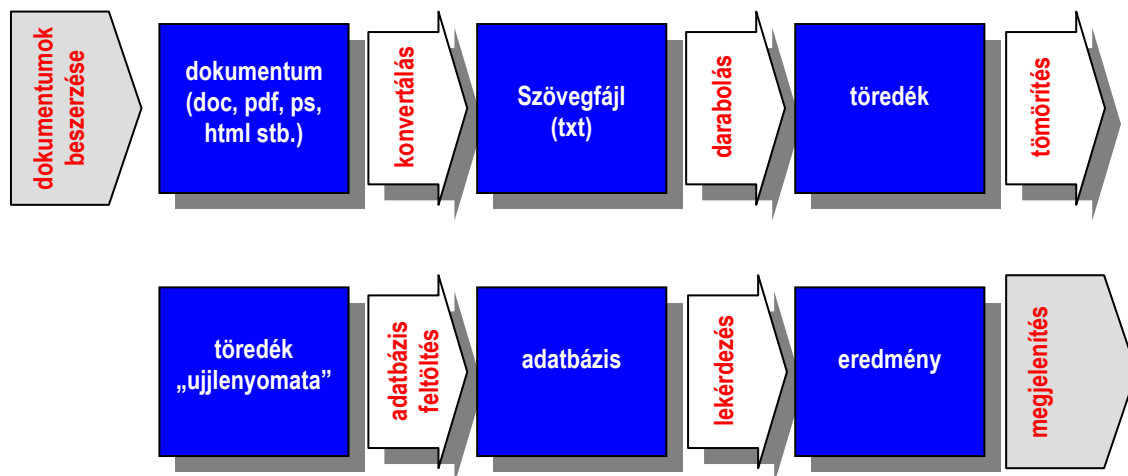 dokumentumok
beszerzése
dokumentum
(doc, pdf, ps,
html stb.)
konvertálás
Szövegfájl
(txt)
darabolás
töredék
tömörítés
töredék
„ujjlenyomata”
adatbázis
feltöltés
adatbázis
lekérdezés
eredmény
megjelenítés